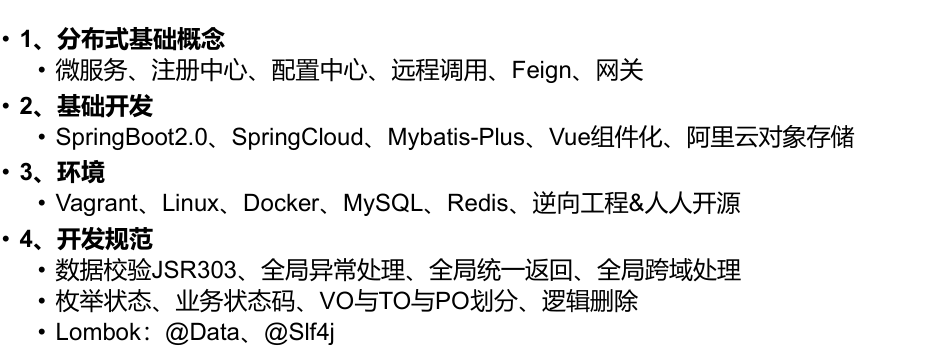 • 1、分布式基础概念
• 微服务、注册中心、配置中心、远程调用、Feign、网关
• 2、基础开发
• SpringBoot2.0、SpringCloud、Mybatis-Plus、Vue组件化、阿里云对象存储
• 3、环境
• Vagrant、Linux、Docker、MySQL、Redis、逆向工程&人人开源
• 4、开发规范
• 数据校验JSR303、全局异常处理、全局统一返回、全局跨域处理
• 枚举状态、业务状态码、VO与TO与PO划分、逻辑删除
• Lombok：@Data、@Slf4j